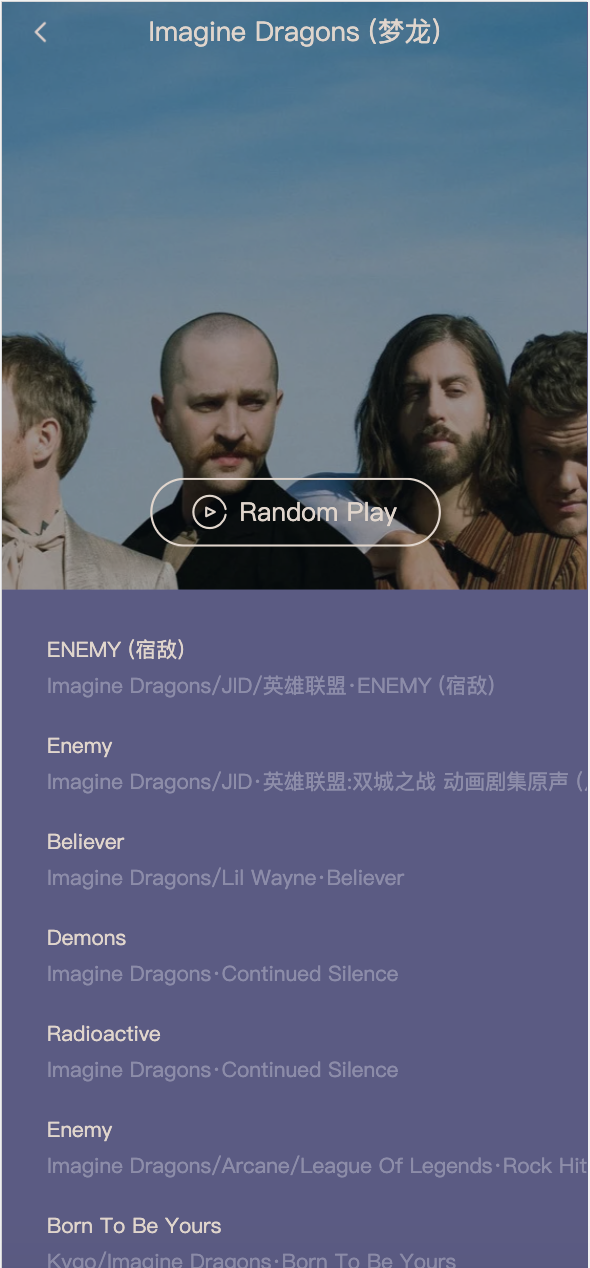 Imagine Dragons (梦龙)
Random Play
ENEMY (宿敌)
Imagine Dragons/JID/英雄联盟·ENEMY (宿敌)
Enemy
Imagine Dragons/JID·英雄联盟:双城之战 动画剧集原声 (
Believer
Imagine Dragons/Lil Wayne·Believer
Demons
Imagine Dragons·Continued Silence
Radioactive
Imagine Dragons·Continued Silence
Enemy
Imagine Dragons/Arcane/League Of Legends·Rock Hit
Born To Be Yours
Kygo/Imagine Dragons·Born To Be Yours